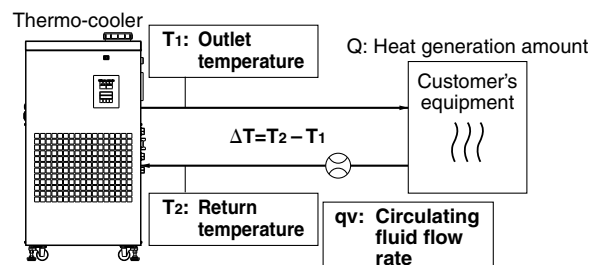 Thermo-cooler
T1: Outlet
temperature
Q: Heat generation amount
Customer's
equipment
ΔT=T2–T1
T2: Return
temperature
qv: Circulating
fluid flow
rate